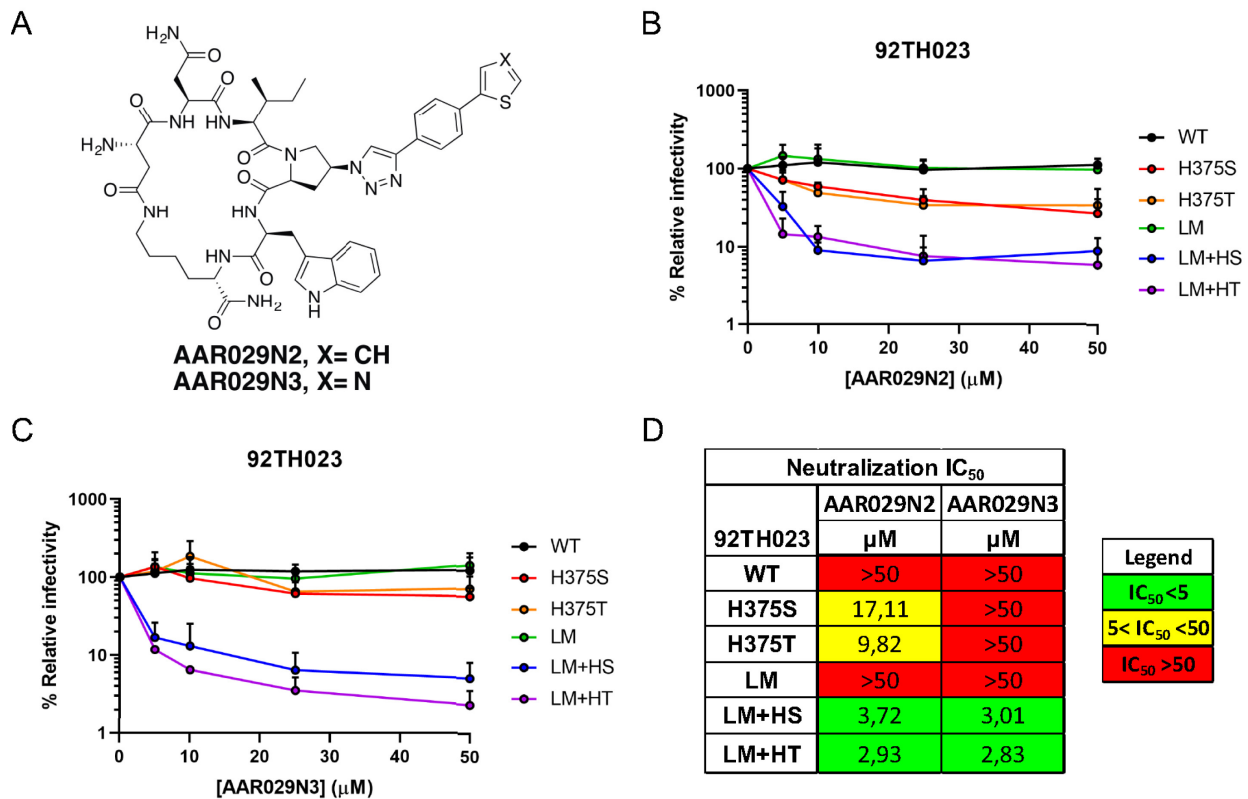 A
H2N
O
O
O
NH
N
H
O
H2N
O
N
N
N
N
X
S
O
NH
O
HN
O
HN
NH
O
NH2
O
N
H
AAR029N2, X= CH
AAR029N3, X= N
B
92TH023
% Relative infectivity
1000
100
10
1
0 10 20 30 40 50
[AAR029N2] (μM)
WT
H375S
H375T
LM
LM+HS
LM+HT
C
92TH023
% Relative infectivity
1000
100
10
1
0 10 20 30 40 50
[AAR029N3] (μM)
WT
H375S
H375T
LM
LM+HS
LM+HT
D
Neutralization IC50
92TH023 AAR029N2 AAR029N3
μM μM
WT >50 >50
H375S 17,11 >50
H375T 9,82 >50
LM >50 >50
LM+HS 3,72 3,01
LM+HT 2,93 2,83
Legend
IC50<5
5< IC50 <50
IC50 >50